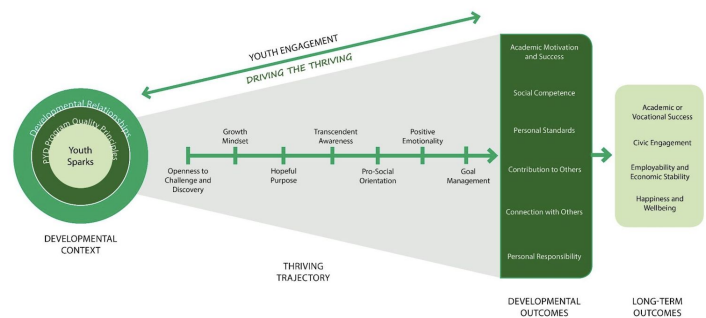 YOUTH ENGAGEMENT
DRIVING THE THRIVING
Developmental Relationships
PYD Program Quality Principles
Youth
Sparks
DEVELOPMENTAL
CONTEXT
Openness to
Challenge and
Discovery
Growth
Mindset
Hopeful
Purpose
Transcendent
Awareness
Pro-Social
Orientation
Positive
Emotionality
Goal
Management
THRIVING
TRAJECTORY
Academic Motivation
and Success
Social Competence
Personal Standards
Contribution to Others
Connection with Others
Personal Responsibility
DEVELOPMENTAL
OUTCOMES
Academic or
Vocational Success
Civic Engagement
Employability and
Economic Stability
Happiness and
Wellbeing
LONG-TERM
OUTCOMES